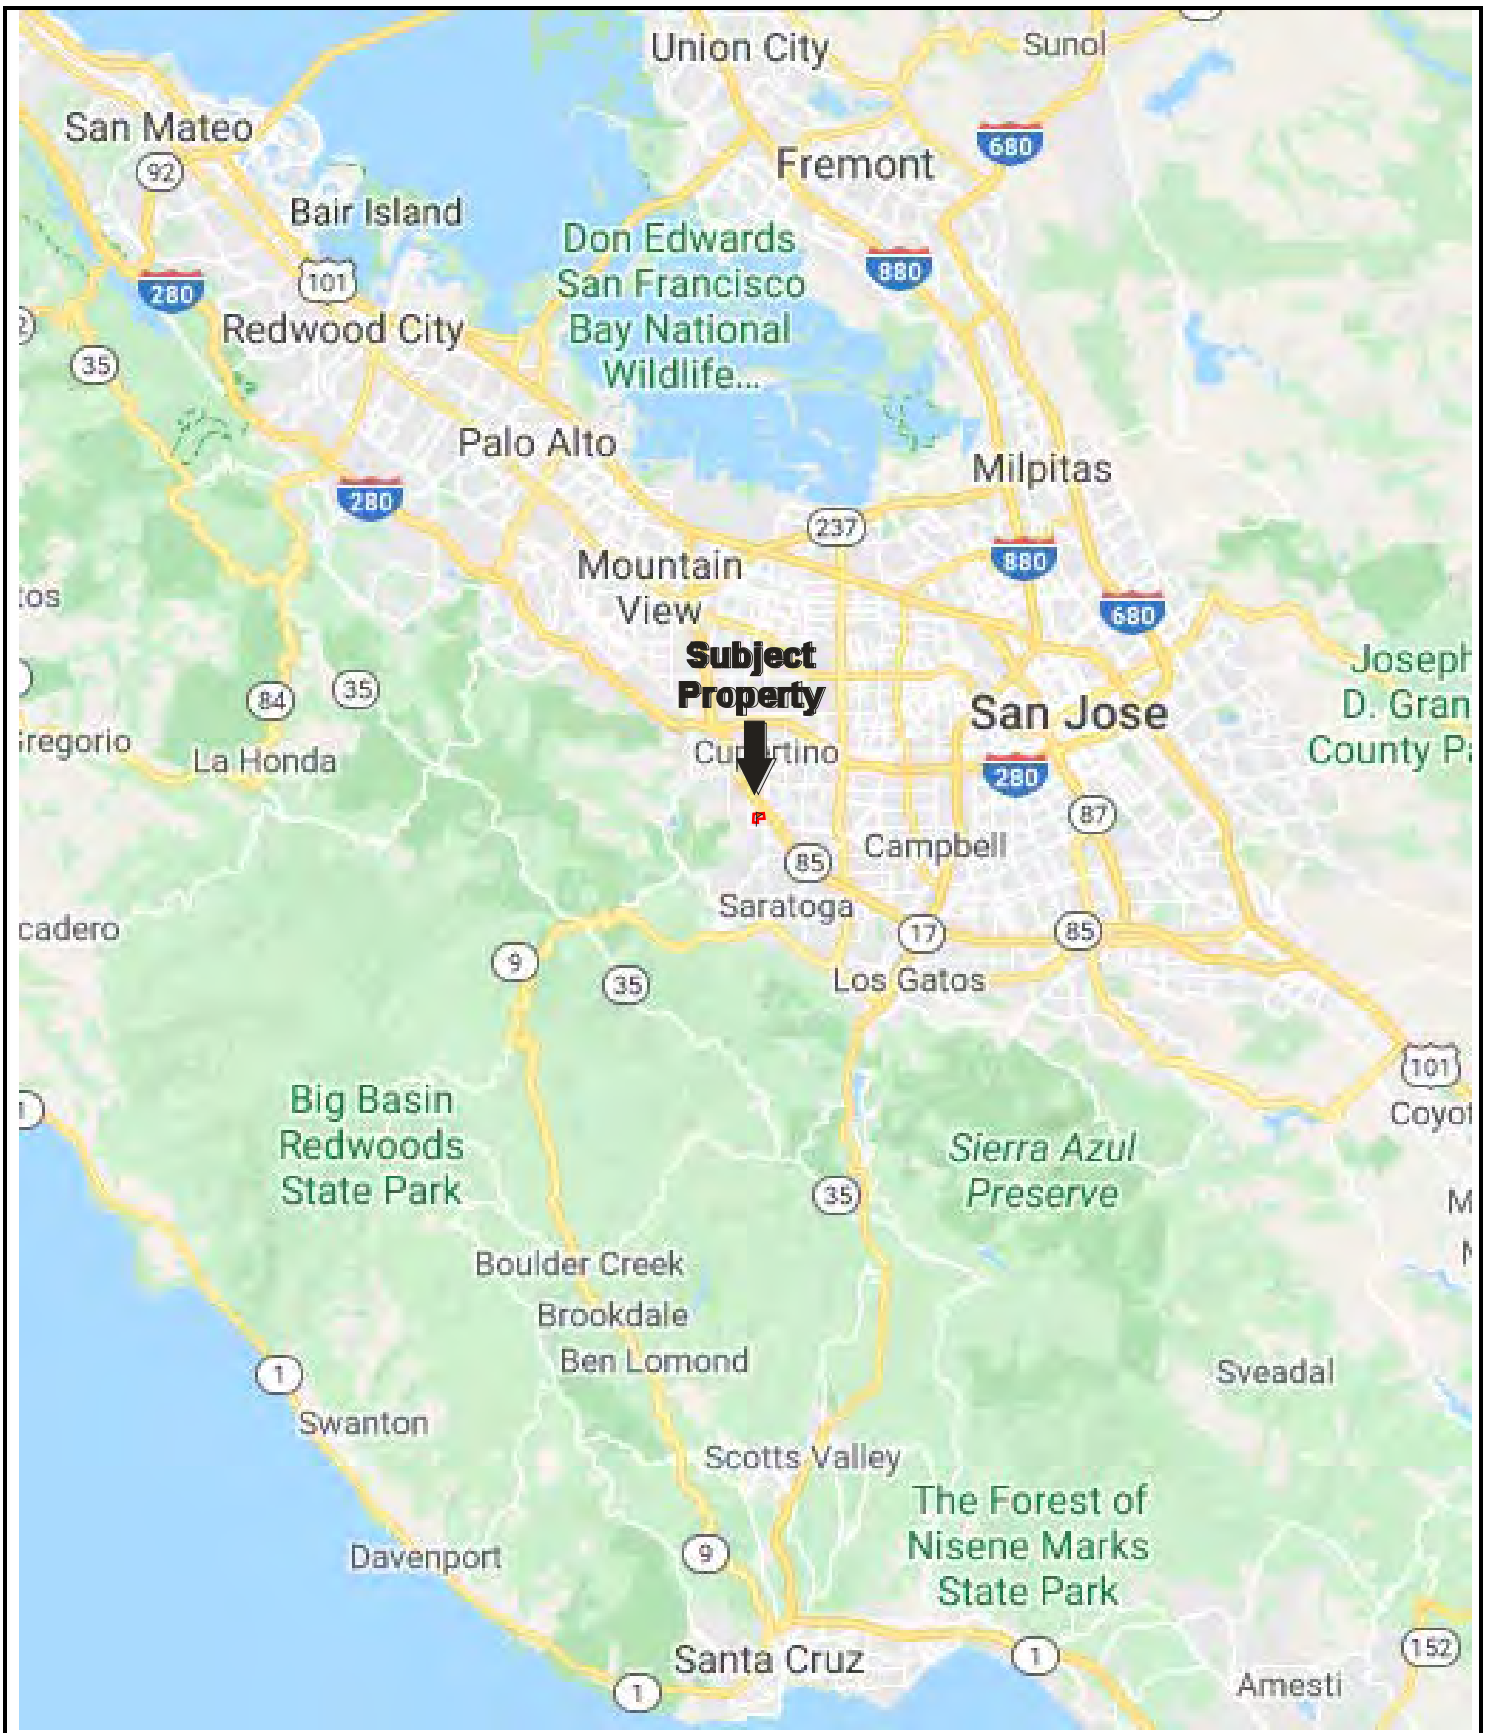 Union City
Sunol
San Mateo
92
680
Fremont
Bair Island
Don Edwards
San Francisco
Bay National
Wildlife...
880
101
280
Redwood City
35
Palo Alto
Milpitas
280
237
Mountain
View
880
680
tos
Subject
Property
Joseph
D. Gran
County Pa
84
35
San Jose
Gregorio
La Honda
Cupertino
280
87
Campbell
85
Saratoga
cadero
17
85
9
35
Los Gatos
101
Coyot
1
Big Basin
Redwoods
State Park
Sierra Azul
Preserve
35
M
Boulder Creek
Brookdale
Ben Lomond
1
Sveadal
Swanton
Scotts Valley
The Forest of
Nisene Marks
State Park
Davenport
9
Santa Cruz
1
1
152
Amesti